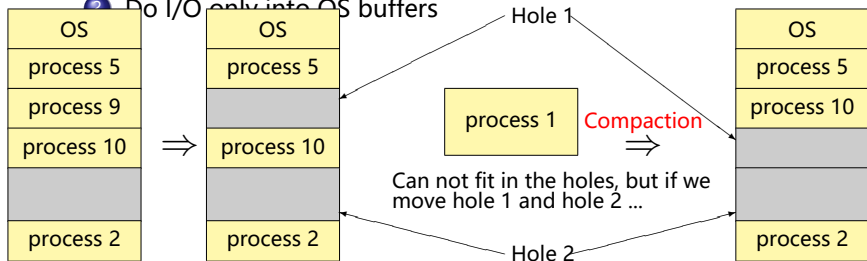 2 Do I/O only into OS buffers
OS
process 5
process 9
process 10
process 2
⇒
OS
process 5
process 10
process 2
Hole 1
process 1
Compaction
⇒
Can not fit in the holes, but if we
move hole 1 and hole 2 ...
Hole 2
OS
process 5
process 10
process 2